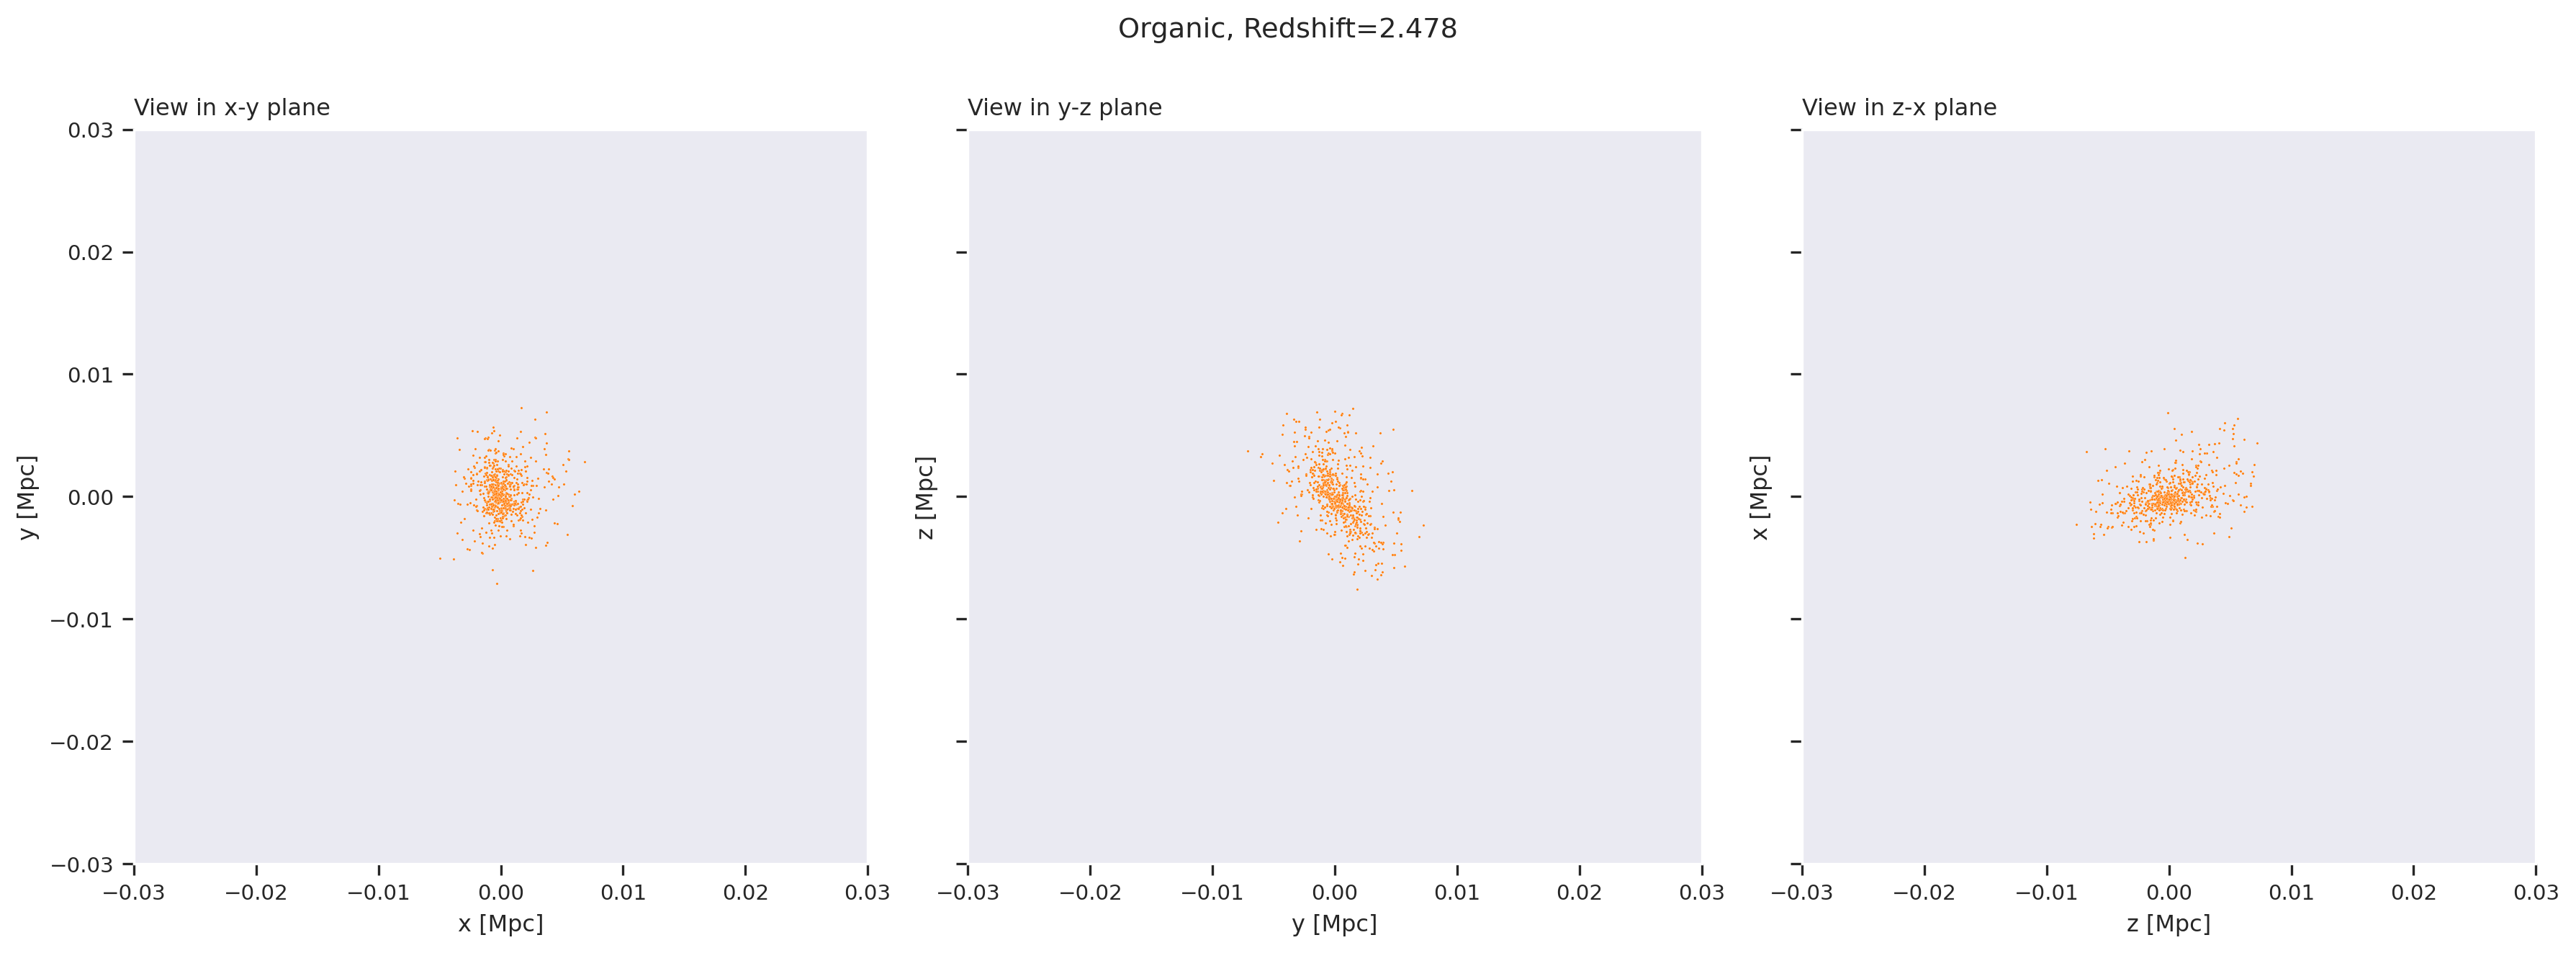 Organic, Redshift=2.478
View in x-y plane
0.03
0.02
0.01
0.00
−0.01
−0.02
−0.03
y [Mpc]
−0.03 −0.02 −0.01 0.00 0.01 0.02 0.03
x [Mpc]
View in y-z plane
z [Mpc]
−0.03 −0.02 −0.01 0.00 0.01 0.02 0.03
y [Mpc]
View in z-x plane
x [Mpc]
−0.03 −0.02 −0.01 0.00 0.01 0.02 0.03
z [Mpc]